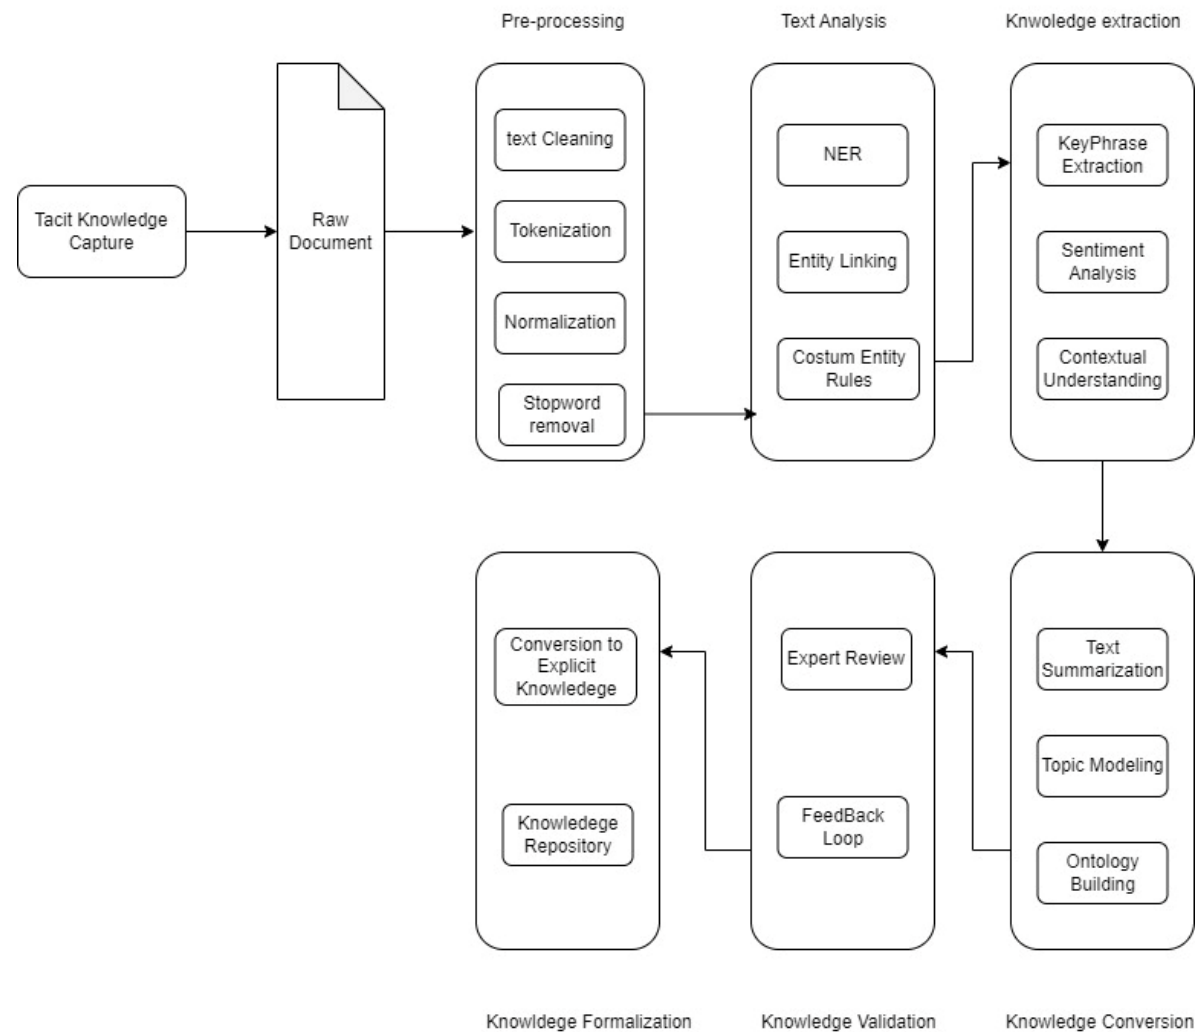 Pre-processing
Text Analysis
Knwoledge extraction
Tacit Knowledge
Capture
Raw
Document
text Cleaning
Tokenization
Normalization
Stopword
removal
NER
Entity Linking
Costum Entity
Rules
KeyPhrase
Extraction
Sentiment
Analysis
Contextual
Understanding
Text
Summarization
Topic Modeling
Ontology
Building
Expert Review
FeedBack
Loop
Conversion to
Explicit
Knowledege
Knowledege
Repository
Knowldege Formalization
Knowledge Validation
Knowledge Conversion